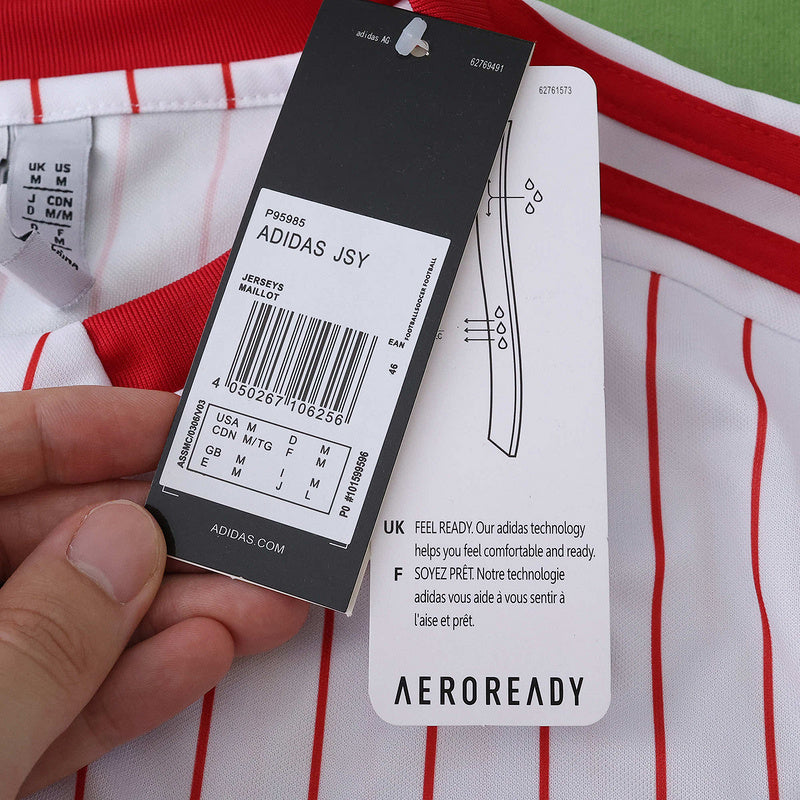 adidas AG
62769491
62761573
UK US
M M
J CDN
D M/M
D F
M
P95985
ADIDAS JSY
JERSEYS
MAILLOT
FOOTBALLSOCCER FOOTBALL
EAN
46
4 050267 106256
ASSMC/0306/V03
USA M D M
CDN M/TG F M
GB M I M
E M J L
PO #101599596
ADIDAS.COM
UK FEEL READY. Our adidas technology
helps you feel comfortable and ready.
F SOYEZ PRÊT. Notre technologie
adidas vous aide à vous sentir à
l'aise et prêt.
AEROREADY